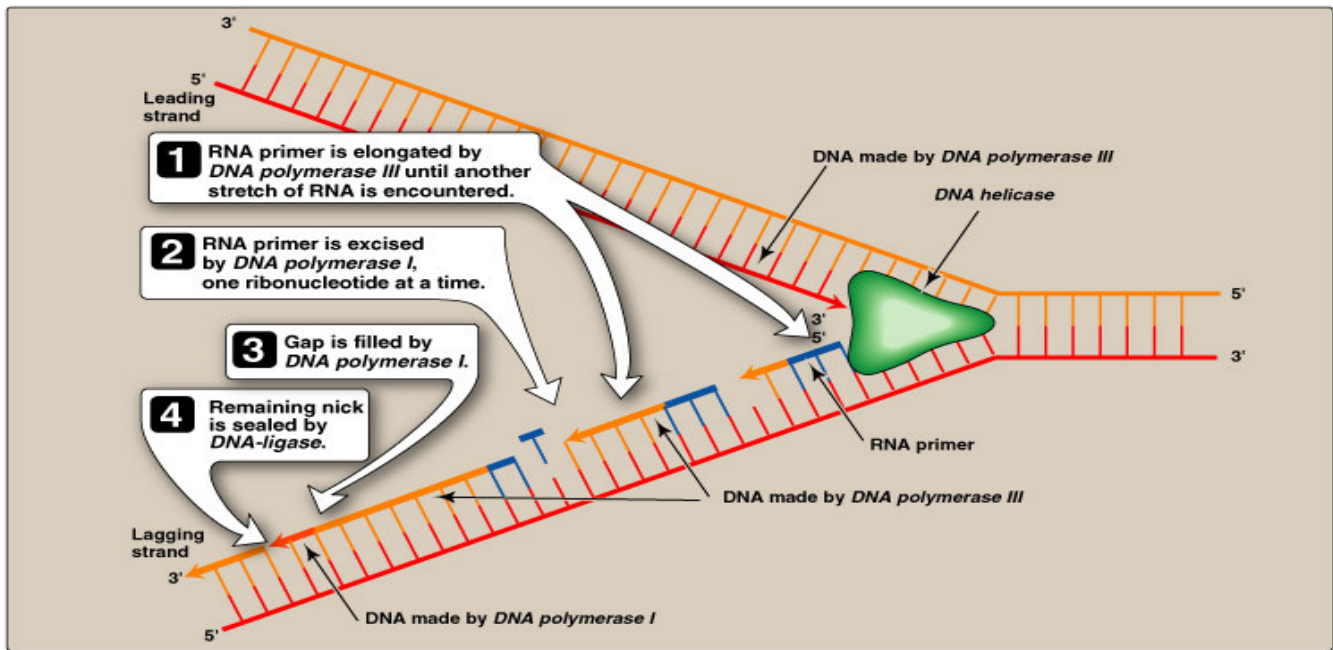 3'
5'
Leading
strand
1 RNA primer is elongated by
DNA polymerase III until another
stretch of RNA is encountered.
DNA made by DNA polymerase III
DNA helicase
2 RNA primer is excised
by DNA polymerase I,
one ribonucleotide at a time.
5'
3'
3'
5'
3 Gap is filled by
DNA polymerase I.
4 Remaining nick
is sealed by
DNA-ligase.
RNA primer
DNA made by DNA polymerase III
Lagging
strand
3'
5'
DNA made by DNA polymerase I